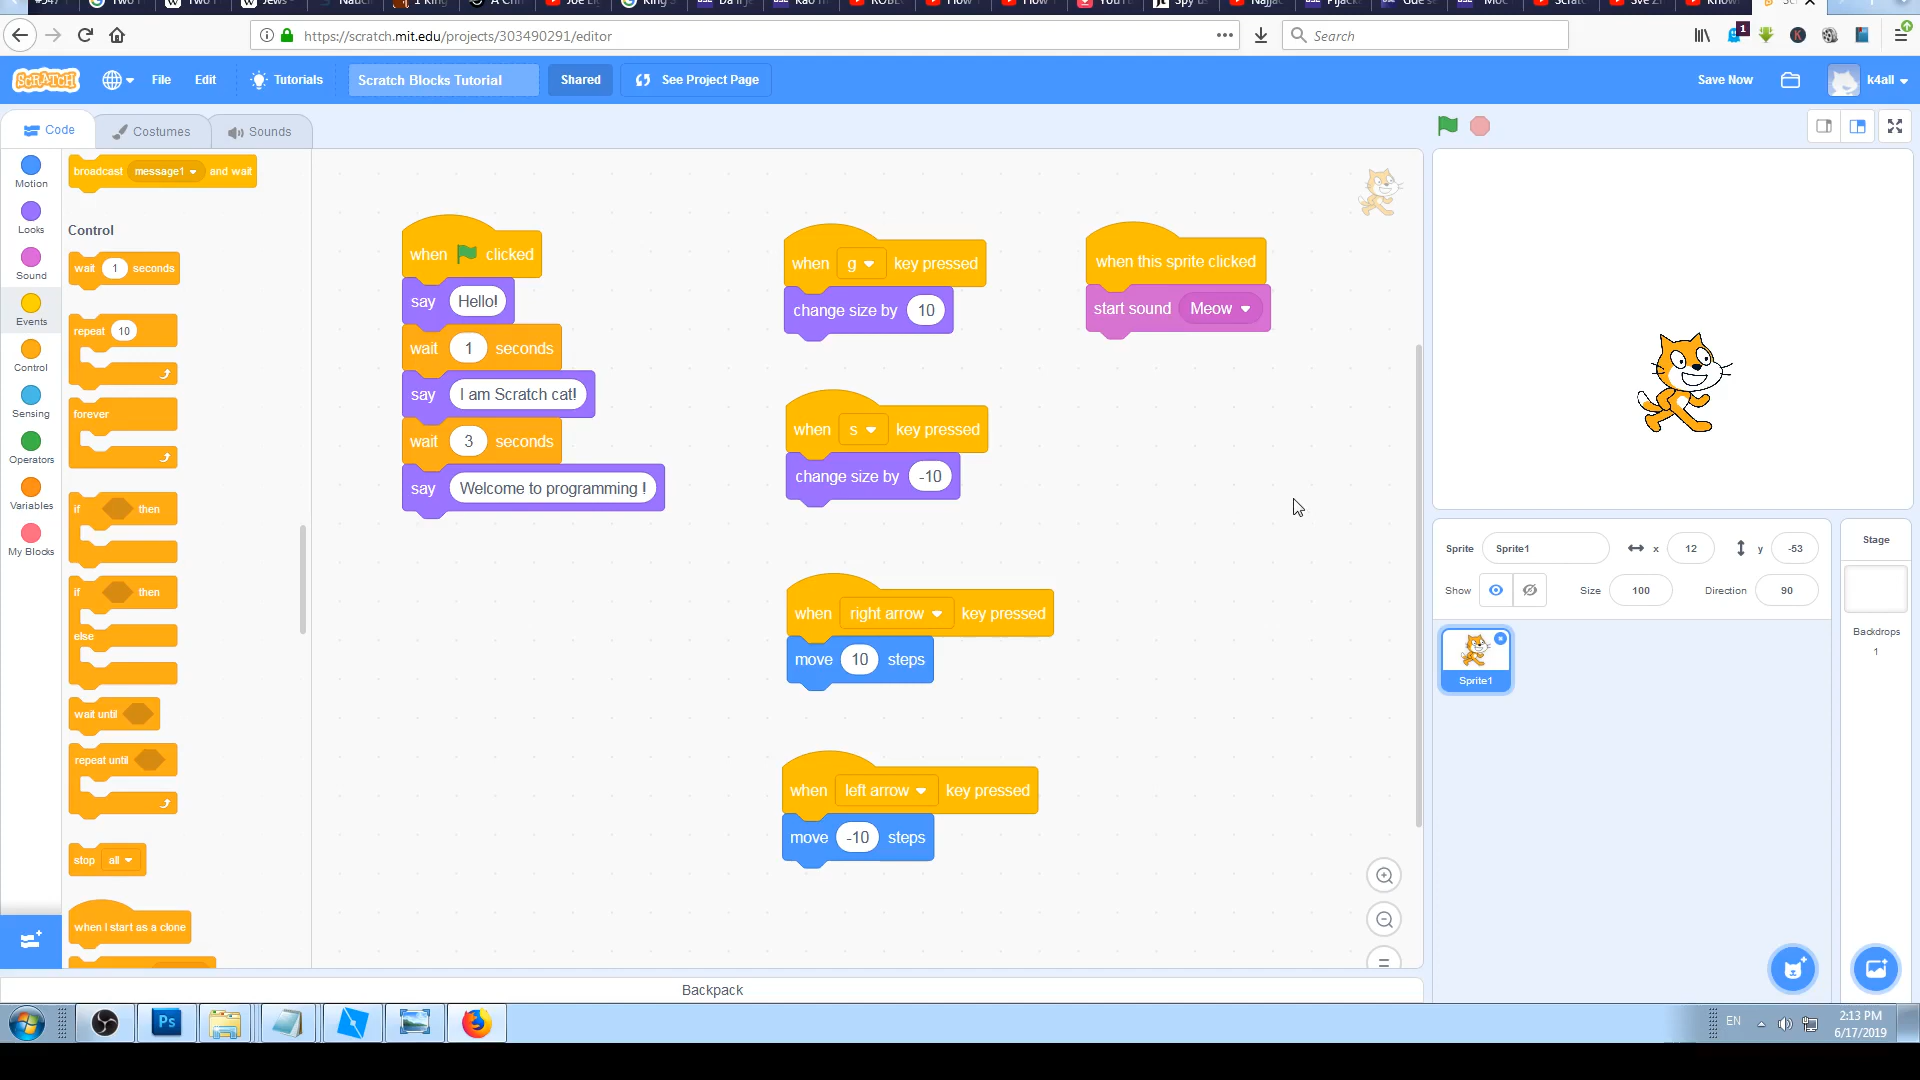 https://scratch.mit.edu/projects/303490291/editor
Search
1
SCRATCH
File
Edit
Tutorials
Scratch Blocks Tutorial
Shared
See Project Page
Save Now
k4all
Code
Costumes
Sounds
Motion
Looks
Sound
Events
Control
Sensing
Operators
Variables
My Blocks
broadcast message1 and wait
Control
wait 1 seconds
repeat 10
forever
if then
if then
else
wait until
repeat until
stop all
when I start as a clone
when clicked
say Hello!
wait 1 seconds
say I am Scratch cat!
wait 3 seconds
say Welcome to programming !
when g key pressed
change size by 10
when s key pressed
change size by -10
when right arrow key pressed
move 10 steps
when left arrow key pressed
move -10 steps
when this sprite clicked
start sound Meow
Sprite Sprite1 x 12 y -53
Show Size 100 Direction 90
Sprite1
Stage
Backdrops
1
Backpack
Ps
EN
2:13 PM
6/17/2019